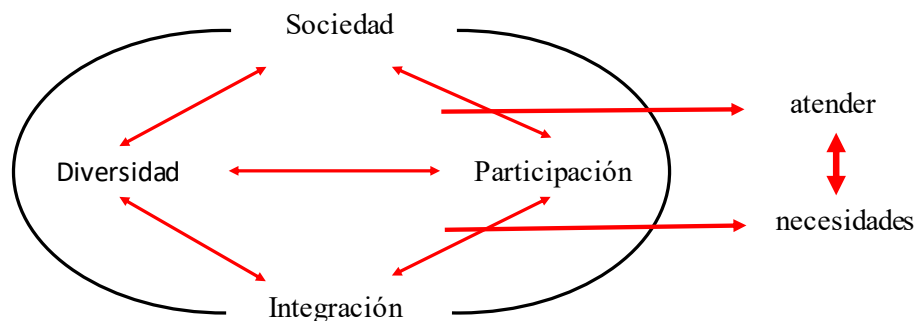 Sociedad
atender
Diversidad
Participación
necesidades
Integración